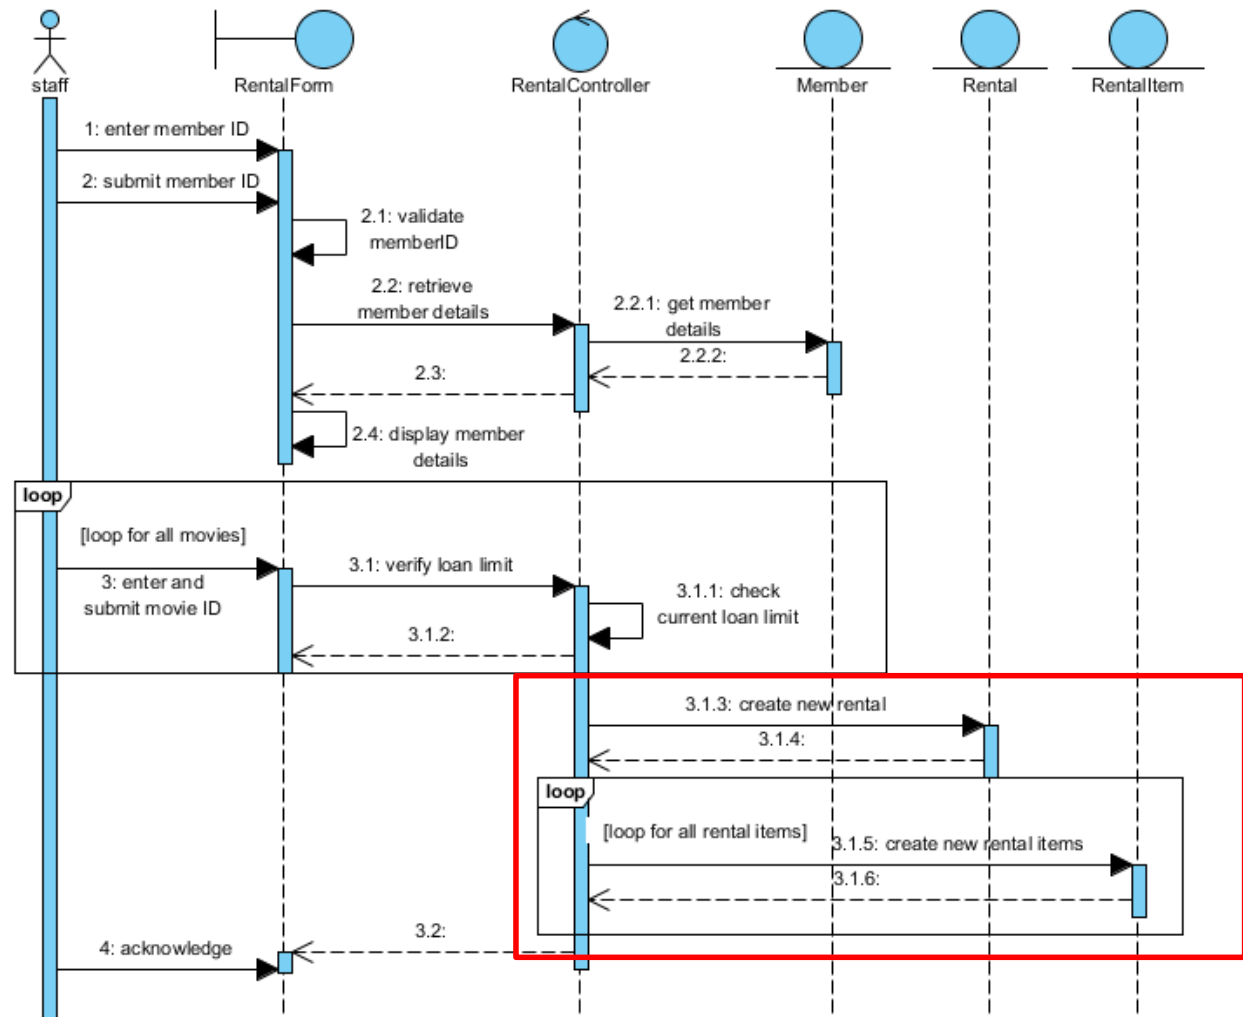 staff
RentalForm
RentalController
Member
Rental
RentalItem
1: enter member ID
2: submit member ID
2.1: validate
memberID
2.2: retrieve
member details
2.2.1: get member
details
2.2.2:
2.3:
2.4: display member
details
loop
[loop for all movies]
3: enter and
submit movie ID
3.1: verify loan limit
3.1.1: check
current loan limit
3.1.2:
3.1.3: create new rental
3.1.4:
loop
[loop for all rental items]
3.1.5: create new rental items
3.1.6:
3.2:
4: acknowledge